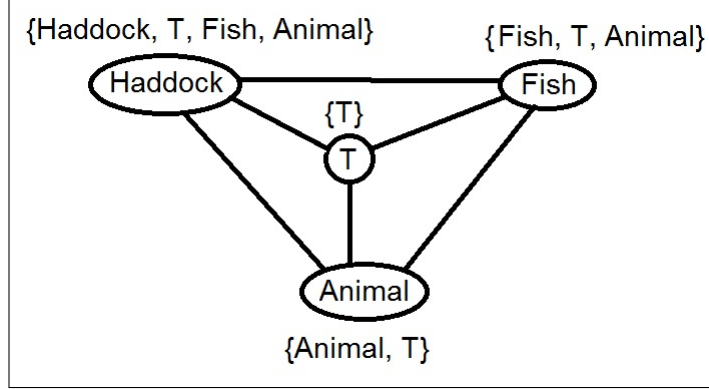 {Haddock, T, Fish, Animal}
{Fish, T, Animal}
Haddock
Fish
{T}
T
Animal
{Animal, T}